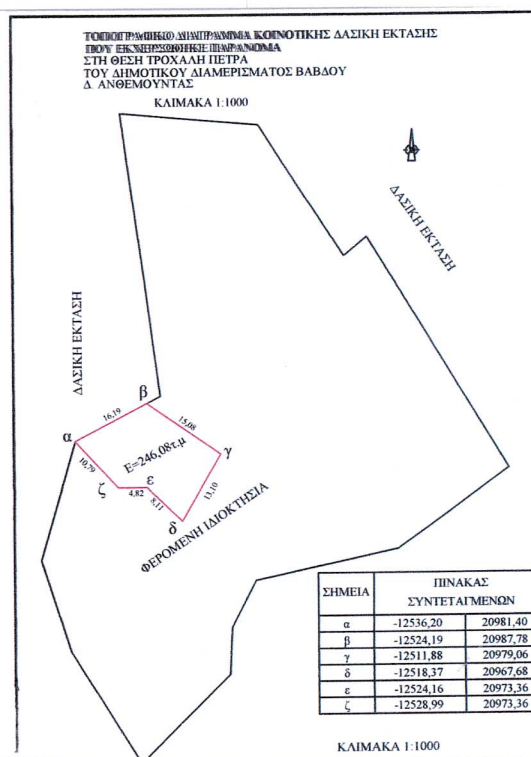 ΤΟΠΟΓΡΑΦΙΚΟ ΔΙΑΓΡΑΜΜΑ ΚΟΙΝΟΤΙΚΗΣ ΔΑΣΙΚΗ ΕΚΤΑΣΗΣ
ΠΟΥ ΕΚΧΕΡΣΩΘΗΚΕ ΠΑΡΑΝΟΜΑ
ΣΤΗ ΘΕΣΗ ΤΡΟΧΑΛΗ ΠΕΤΡΑ
ΤΟΥ ΔΗΜΟΤΙΚΟΥ ΔΙΑΜΕΡΙΣΜΑΤΟΣ ΒΑΒΔΟΥ
Δ. ΑΝΘΕΜΟΥΝΤΑΣ
ΚΛΙΜΑΚΑ 1:1000
ΔΑΣΙΚΗ ΕΚΤΑΣΗ
ΔΑΣΙΚΗ ΕΚΤΑΣΗ
β
16,19
15,08
α
Ε=246,08τ.μ
γ
10,79
ζ
4,82
ε
8,11
13,10
δ
ΦΕΡΟΜΕΝΗ ΙΔΙΟΚΤΗΣΙΑ
ΣΗΜΕΙΑ ΠΙΝΑΚΑΣ
ΣΥΝΤΕΤΑΓΜΕΝΩΝ
α -12536,20 20981,40
β -12524,19 20987,78
γ -12511,88 20979,06
δ -12518,37 20967,68
ε -12524,16 20973,36
ζ -12528,99 20973,36
ΚΛΙΜΑΚΑ 1:1000